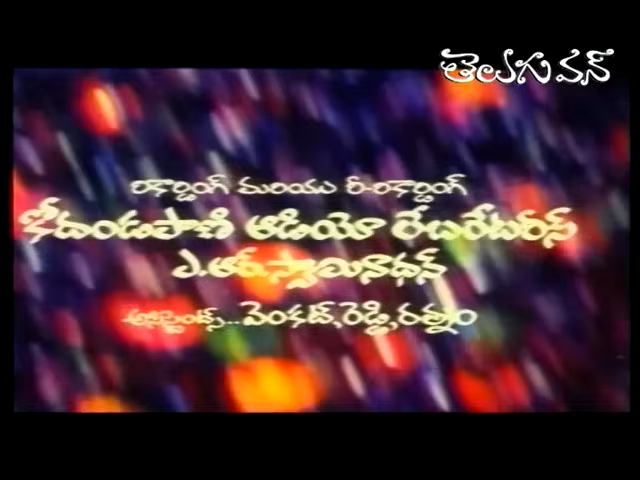 తెలుగువన్
రికార్డింగ్ మరియు రీ-రికార్డింగ్
కోదండపాణి ఆడియో లేబరేటరీస్
ఎ.ఆర్.స్వామినాథన్
అసిస్టెంట్స్...వెంకట్,రెడ్డి,రత్నం